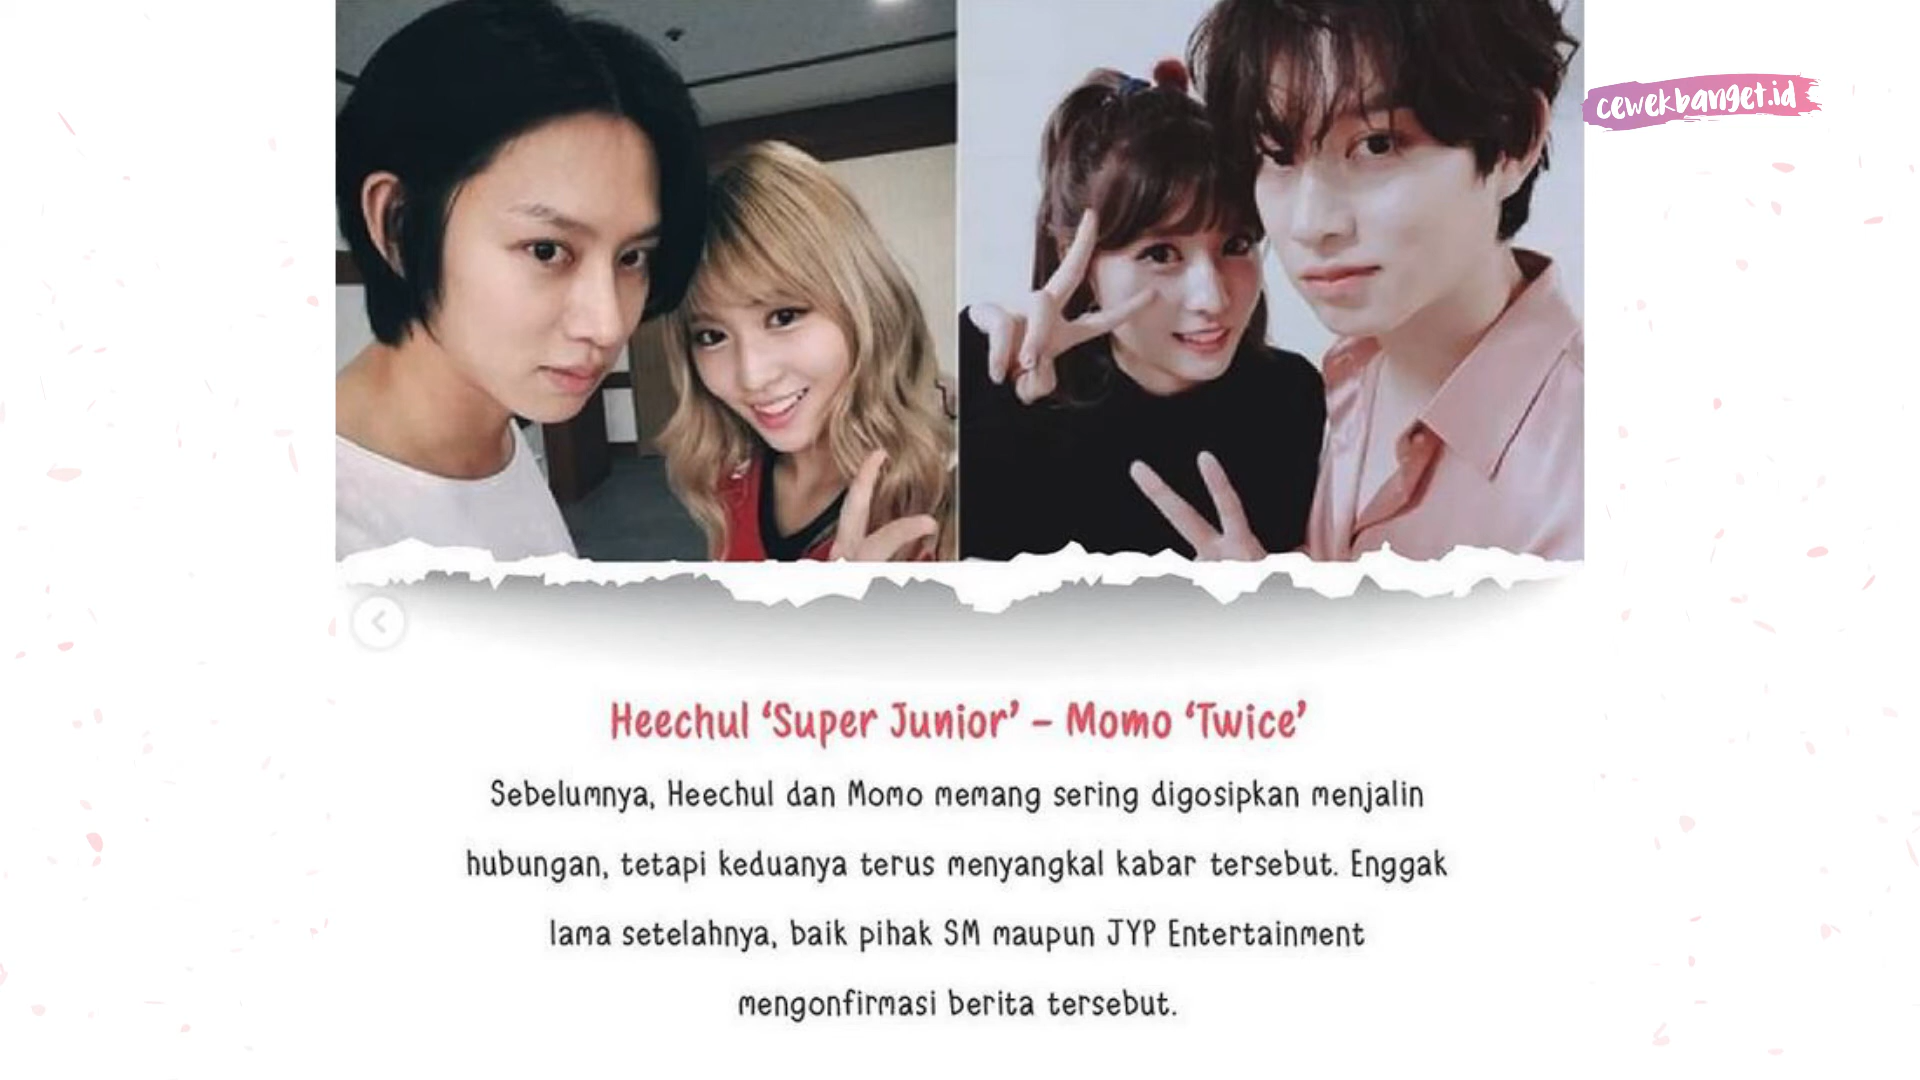 cewekbanget.id
Heechul ‘Super Junior’ – Momo ‘Twice’
Sebelumnya, Heechul dan Momo memang sering digosipkan menjalin
hubungan, tetapi keduanya terus menyangkal kabar tersebut. Enggak
lama setelahnya, baik pihak SM maupun JYP Entertainment
mengonfirmasi berita tersebut.